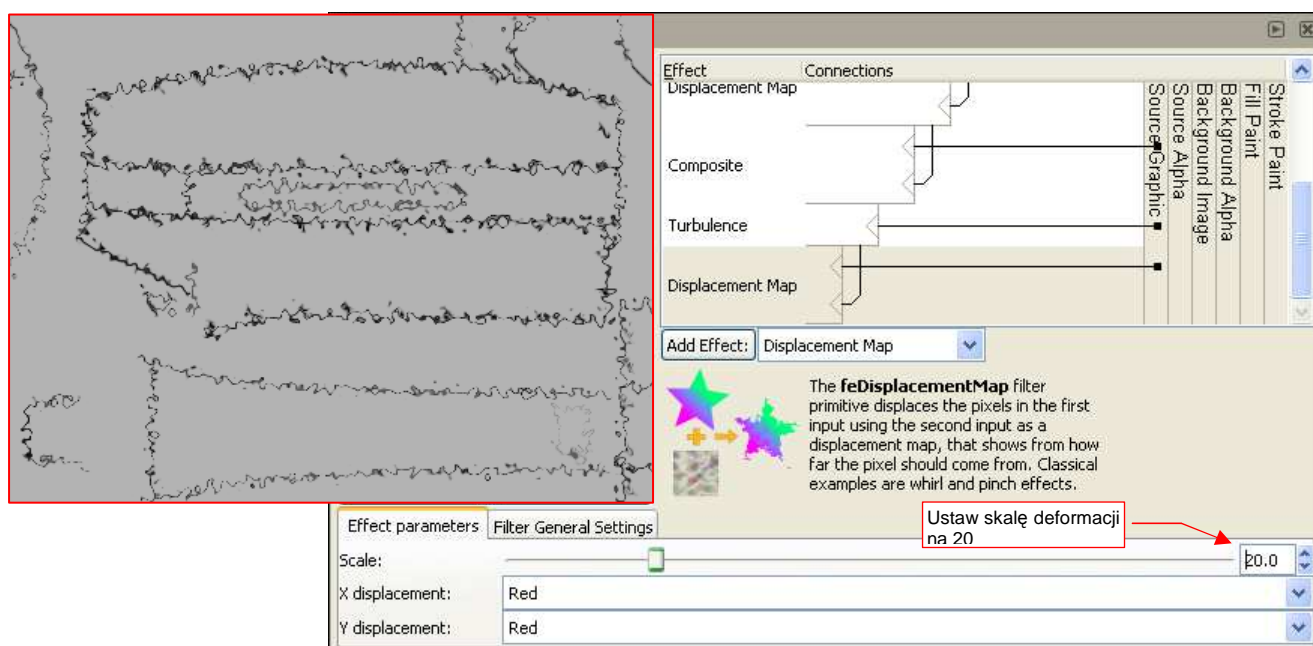 Effect Connections
Displacement Map
Composite
Turbulence
Displacement Map
Source Graphic
Source Alpha
Background Image
Background Alpha
Fill Paint
Stroke Paint
Add Effect: Displacement Map
The feDisplacementMap filter
primitive displaces the pixels in the first
input using the second input as a
displacement map, that shows from how
far the pixel should come from. Classical
examples are whirl and pinch effects.
Ustaw skalę deformacji
na 20
Effect parameters Filter General Settings
Scale: 20.0
X displacement: Red
Y displacement: Red